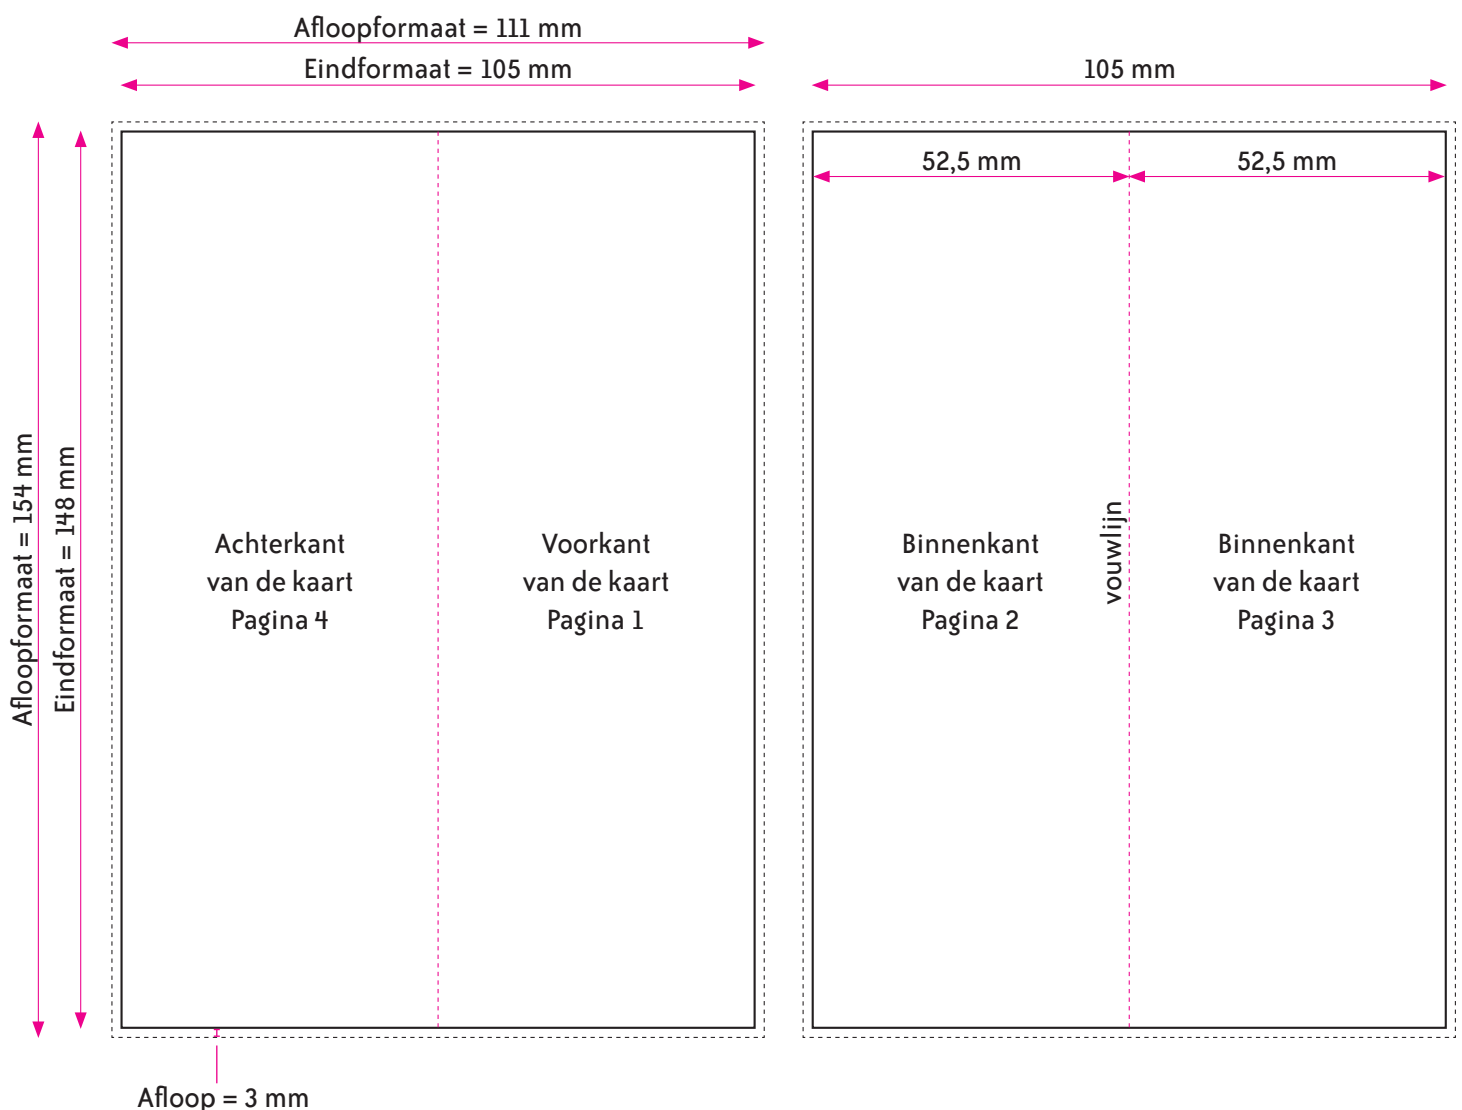 Afloopformaat = 111 mm
Eindformaat = 105 mm
105 mm
52,5 mm
52,5 mm
Afloopformaat = 154 mm
Eindformaat = 148 mm
Achterkant
van de kaart
Pagina 4
Voorkant
van de kaart
Pagina 1
Binnenkant
van de kaart
Pagina 2
vouwlijn
Binnenkant
van de kaart
Pagina 3
Afloop = 3 mm